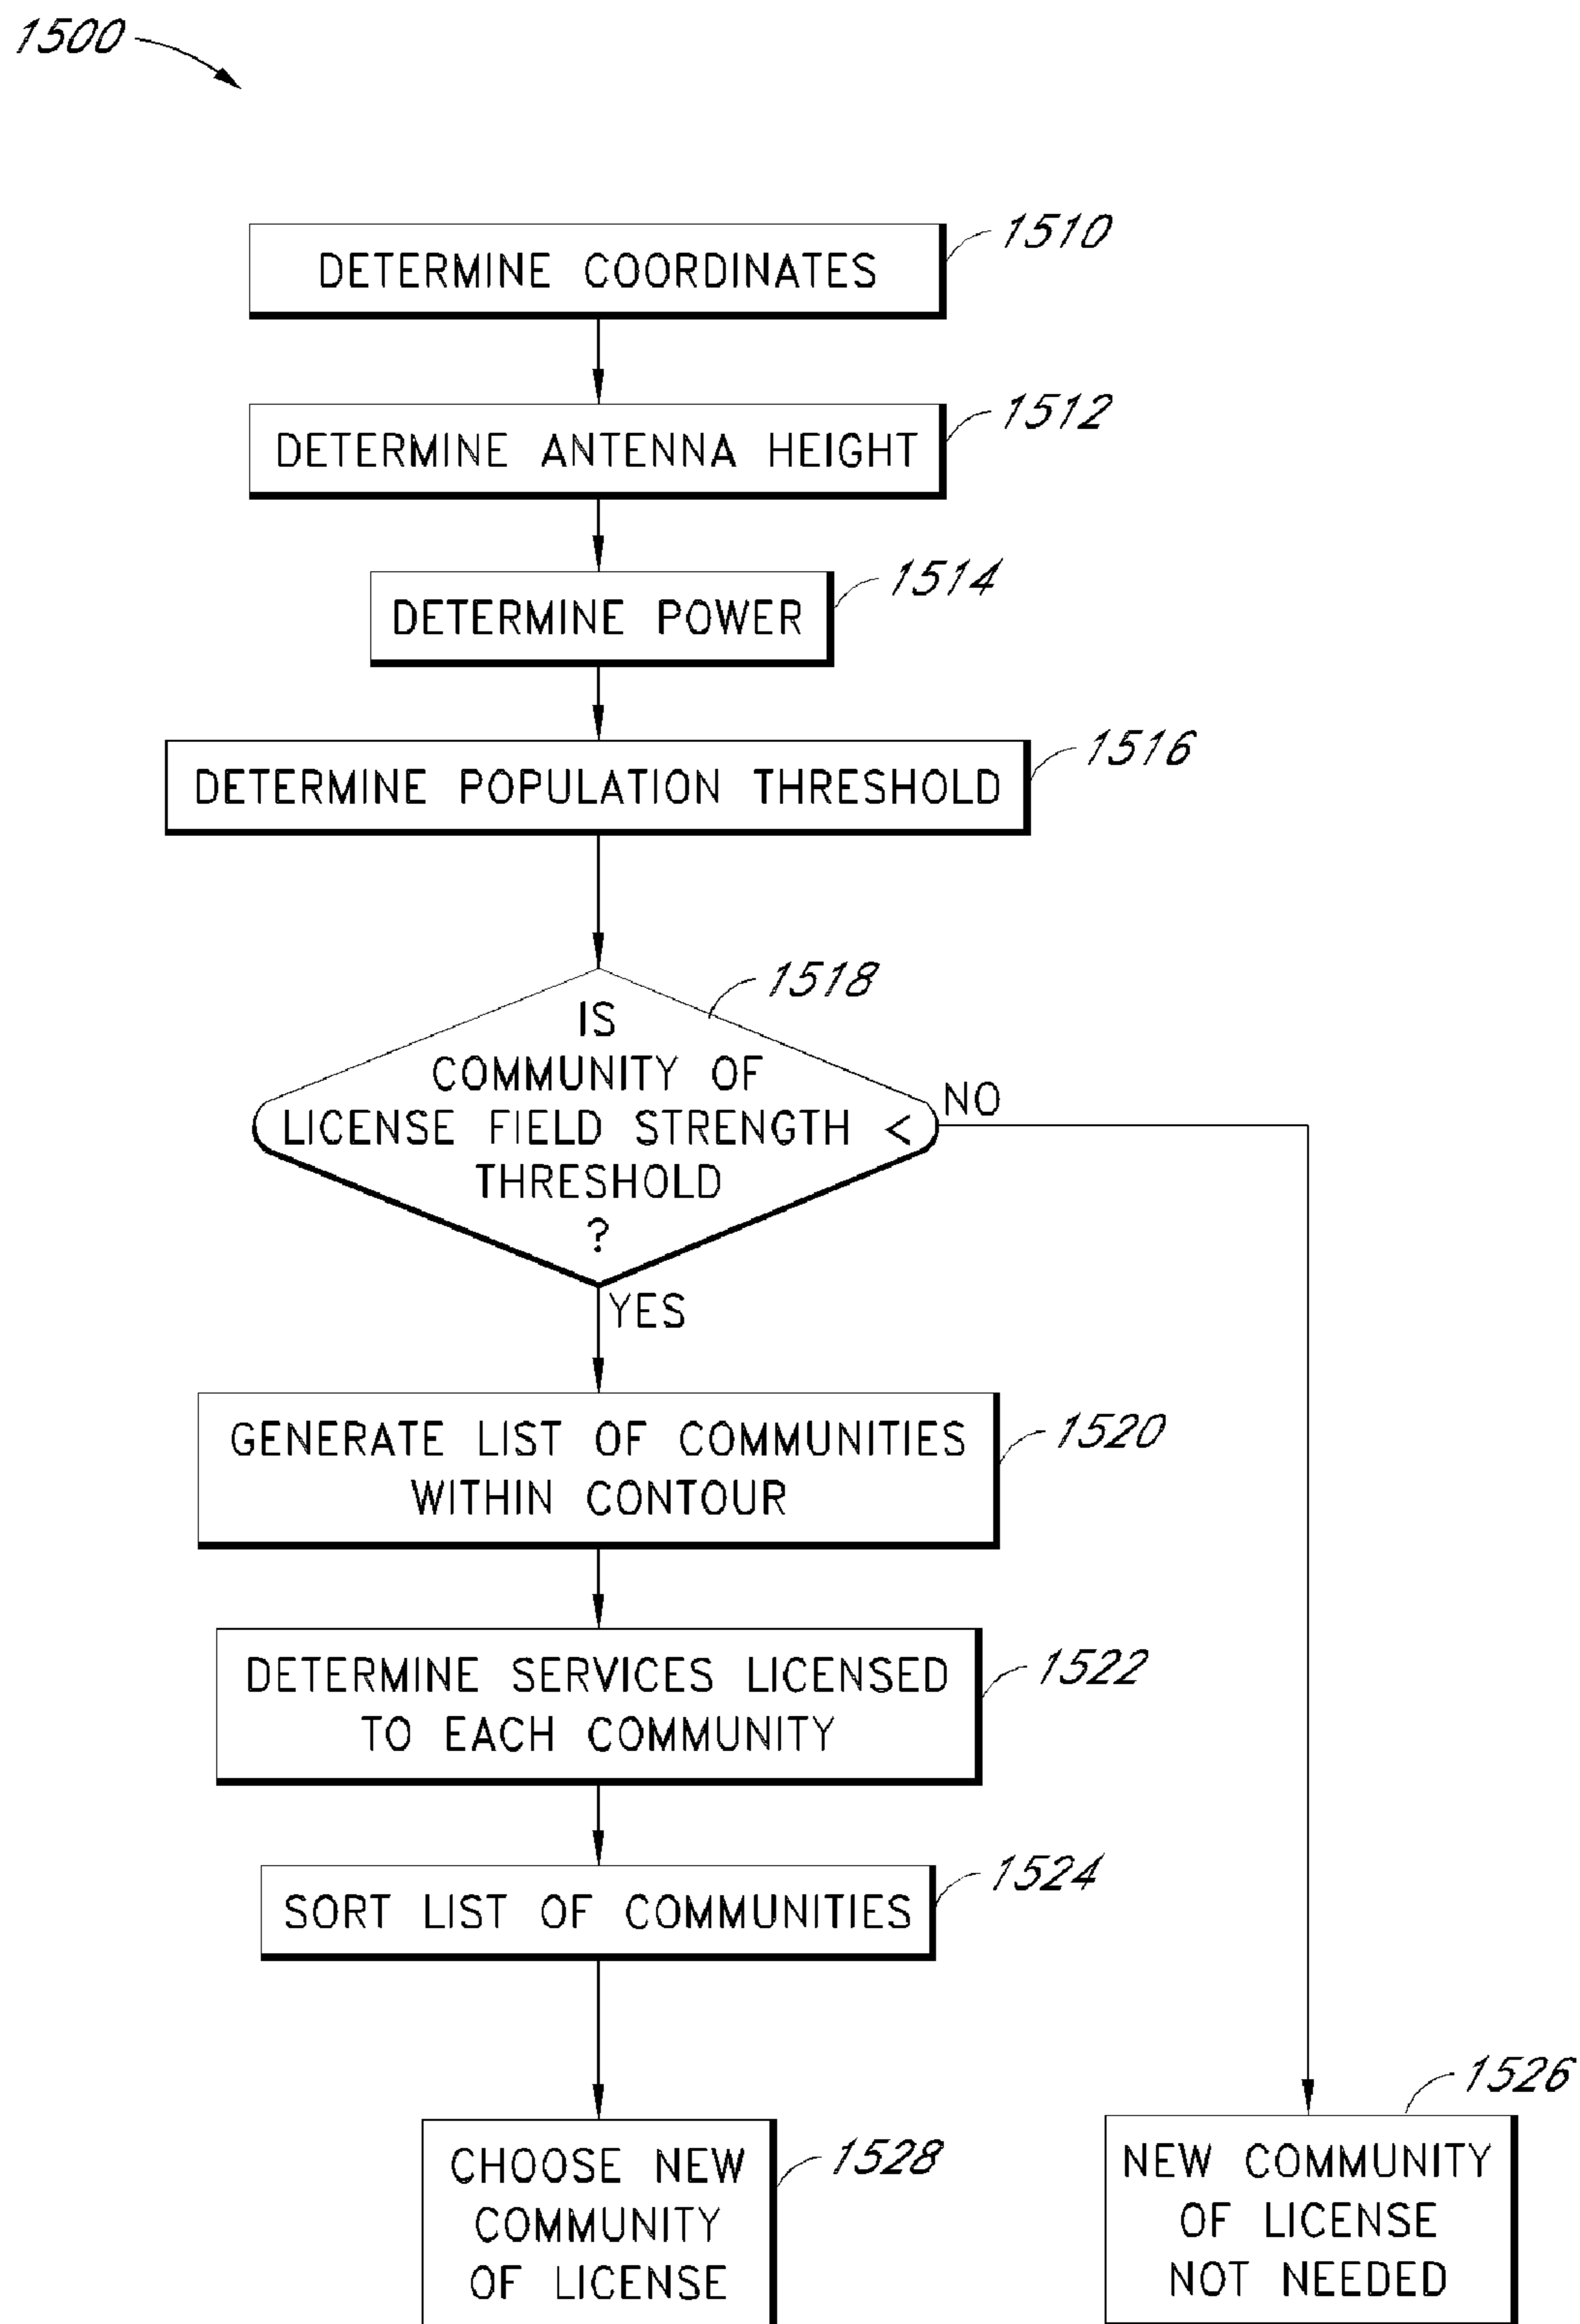 1500
DETERMINE COORDINATES
1510
DETERMINE ANTENNA HEIGHT
1512
DETERMINE POWER
1514
DETERMINE POPULATION THRESHOLD
1516
IS
COMMUNITY OF
LICENSE FIELD STRENGTH <
THRESHOLD
?
1518
NO
YES
GENERATE LIST OF COMMUNITIES
WITHIN CONTOUR
1520
DETERMINE SERVICES LICENSED
TO EACH COMMUNITY
1522
SORT LIST OF COMMUNITIES
1524
CHOOSE NEW
COMMUNITY
OF LICENSE
1528
NEW COMMUNITY
OF LICENSE
NOT NEEDED
1526